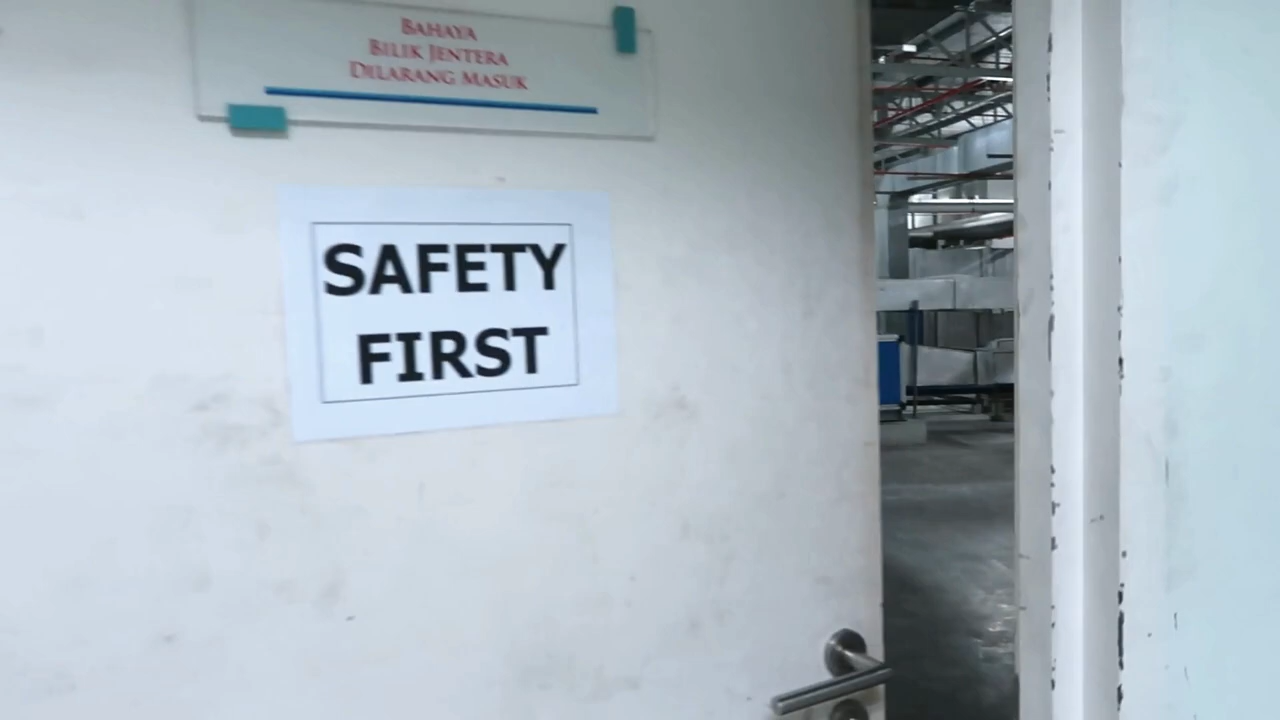 BAHAYA
BILIK JENTERA
DILARANG MASUK
SAFETY
FIRST